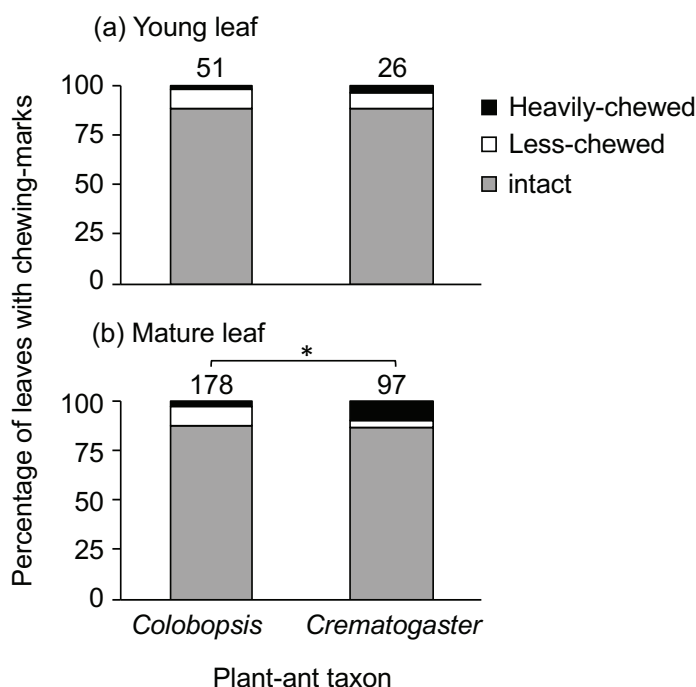 (a) Young leaf
51 26
100
75
50
25
0
Heavily-chewed
Less-chewed
intact
Percentage of leaves with chewing-marks
(b) Mature leaf
*
178 97
100
75
50
25
0
Colobopsis Crematogaster
Plant-ant taxon